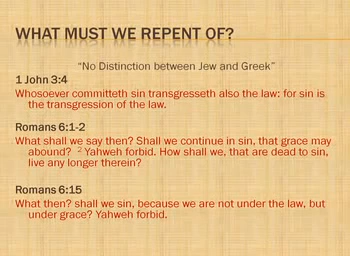 WHAT MUST WE REPENT OF?
“No Distinction between Jew and Greek”
1 John 3:4
Whosoever committeth sin transgresseth also the law: for sin is
the transgression of the law.
Romans 6:1-2
What shall we say then? Shall we continue in sin, that grace may
abound?  2 Yahweh forbid. How shall we, that are dead to sin,
live any longer therein?
Romans 6:15
What then? shall we sin, because we are not under the law, but
under grace? Yahweh forbid.